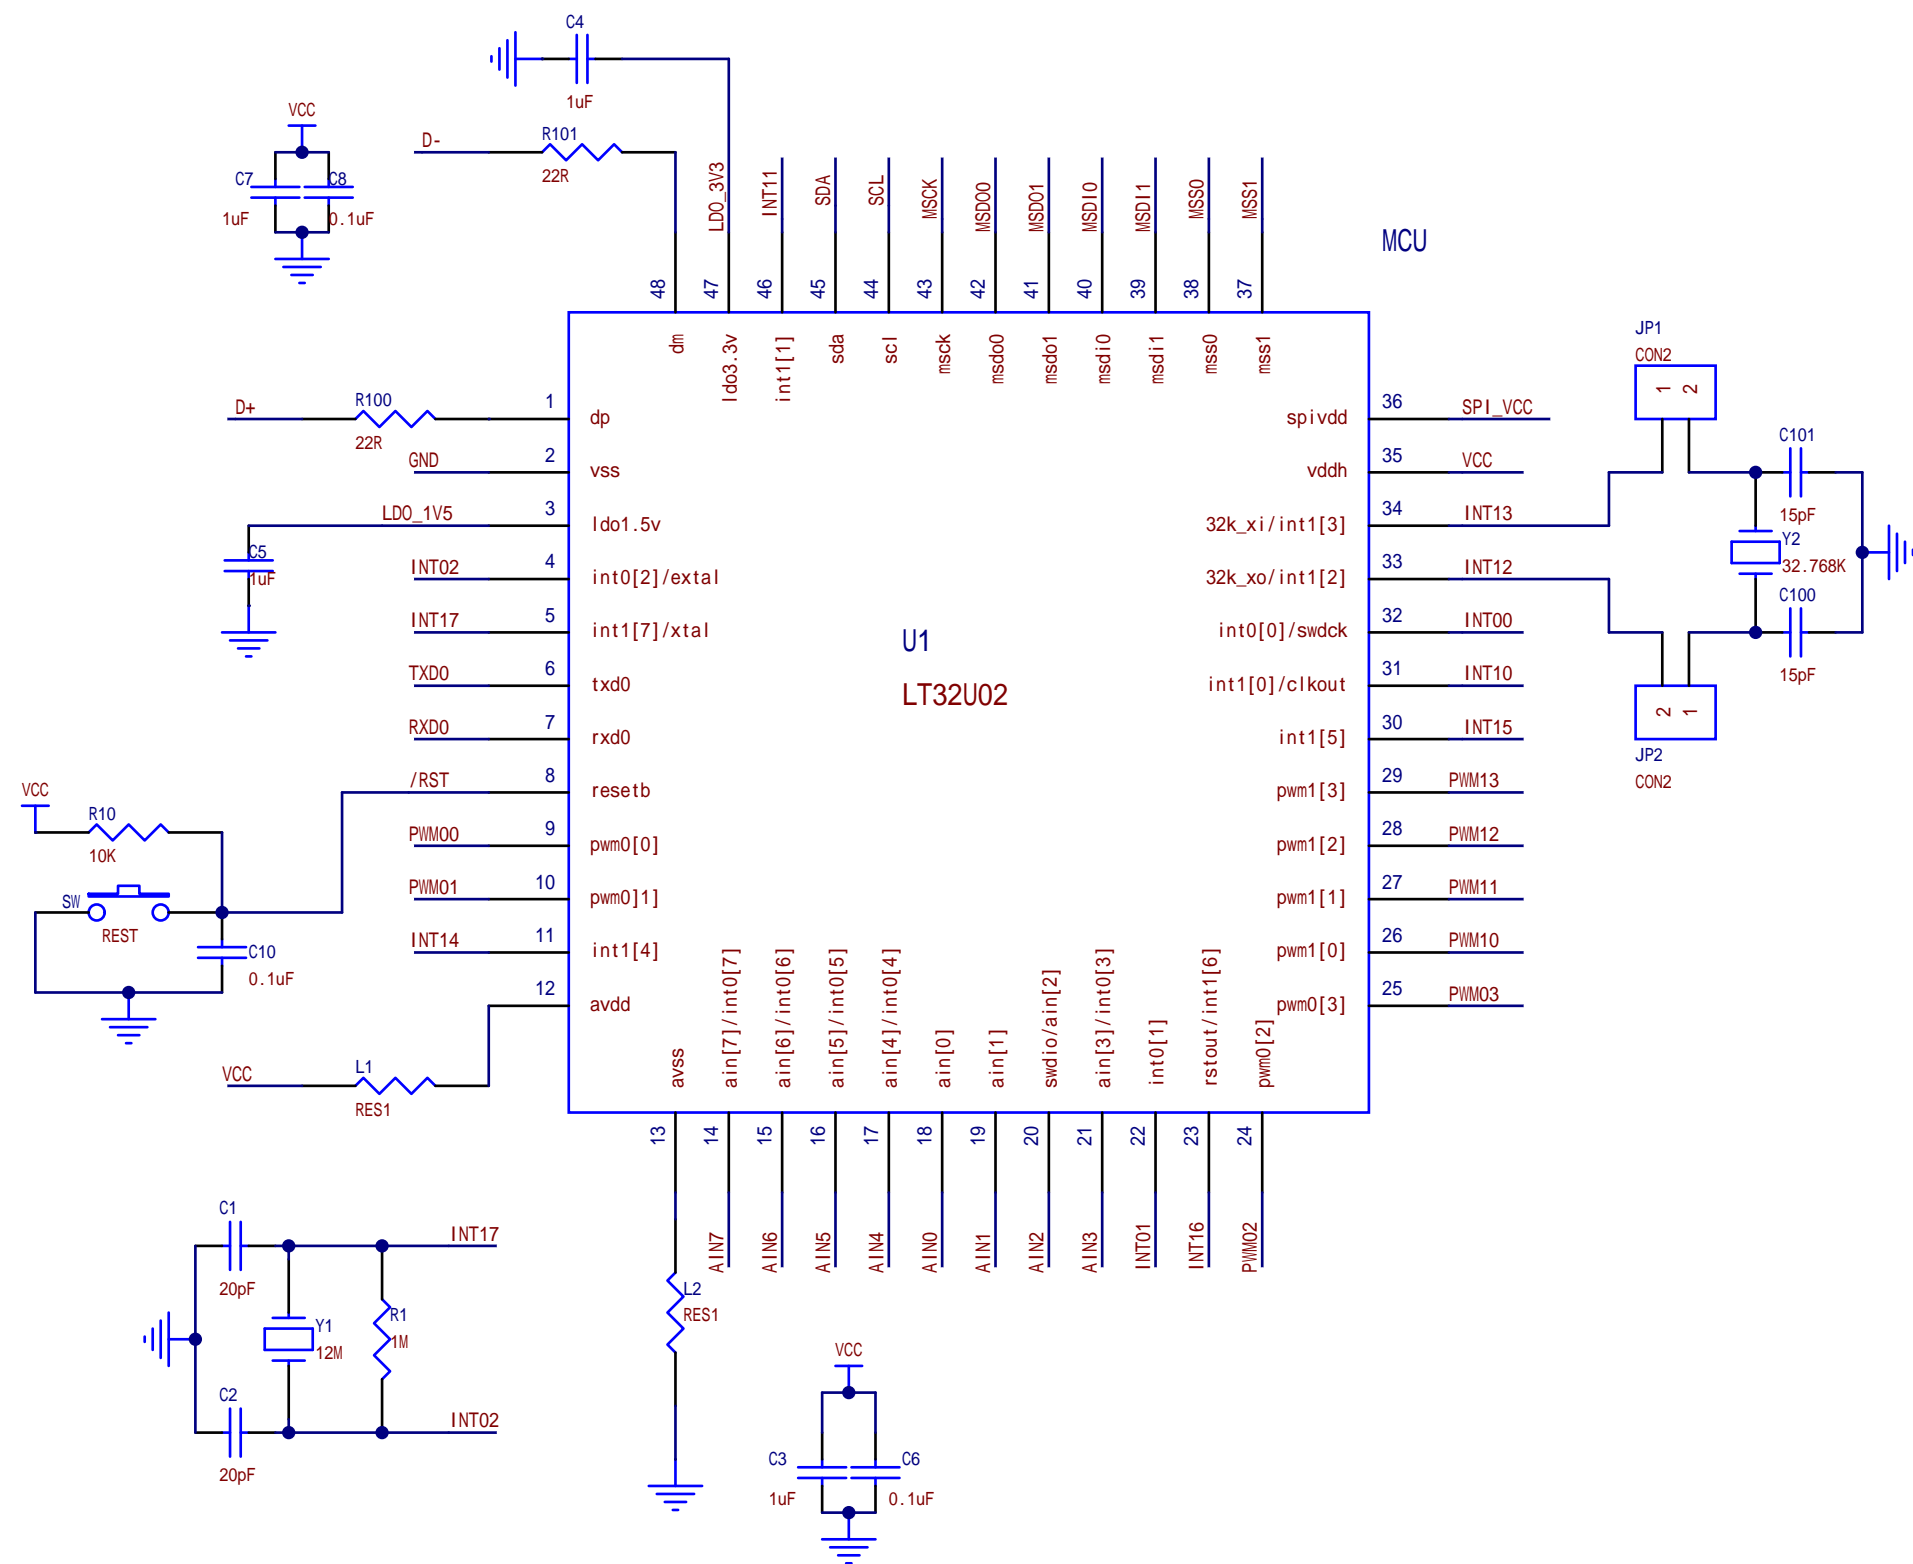 C4
1uF
VCC
C7
C8
1uF
0.1uF
D-
R101
22R
LDO_3V3
INT11
SDA
SCL
MSCK
MSDO0
MSDO1
MSDI0
MSDI1
MSS0
MSS1
MCU
48
47
46
45
44
43
42
41
40
39
38
37
dm
ldo3.3v
int1[1]
sda
scl
msck
msdo0
msdo1
msdi0
msdi1
mss0
mss1
D+
R100
22R
1
dp
GND
2
vss
LDO_1V5
3
ldo1.5v
C5
1uF
INT02
4
int0[2]/extal
INT17
5
int1[7]/xtal
TXD0
6
txd0
RXD0
7
rxd0
/RST
8
resetb
PWM00
9
pwm0[0]
PWM01
10
pwm0]1]
INT14
11
int1[4]
12
avdd
U1
LT32U02
spivdd
36
SPI_VCC
vddh
35
VCC
32k_xi/int1[3]
34
INT13
32k_xo/int1[2]
33
INT12
int0[0]/swdck
32
INT00
int1[0]/clkout
31
INT10
int1[5]
30
INT15
pwm1[3]
29
PWM13
pwm1[2]
28
PWM12
pwm1[1]
27
PWM11
pwm1[0]
26
PWM10
pwm0[3]
25
PWM03
JP1
CON2
1
2
C101
15pF
Y2
32.768K
C100
15pF
2
1
JP2
CON2
VCC
R10
10K
SW
REST
C10
0.1uF
VCC
L1
RES1
avss
ain[7]/int0[7]
ain[6]/int0[6]
ain[5]/int0[5]
ain[4]/int0[4]
ain[0]
ain[1]
swdio/ain[2]
ain[3]/int0[3]
int0[1]
rstout/int1[6]
pwm0[2]
13
14
15
16
17
18
19
20
21
22
23
24
AIN7
AIN6
AIN5
AIN4
AIN0
AIN1
AIN2
AIN3
INT01
INT16
PWM02
L2
RES1
C1
20pF
INT17
Y1
12M
R1
1M
C2
20pF
INT02
VCC
C3
1uF
C6
0.1uF